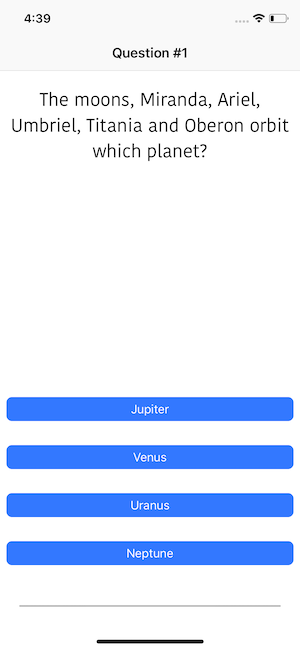 4:39
Question #1
The moons, Miranda, Ariel,
Umbriel, Titania and Oberon orbit
which planet?
Jupiter
Venus
Uranus
Neptune